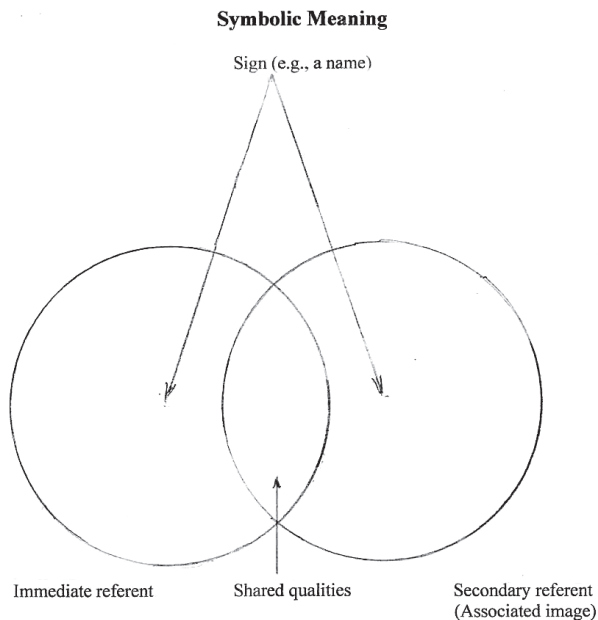 Symbolic Meaning
Sign (e.g., a name)
Immediate referent
Shared qualities
Secondary referent
(Associated image)